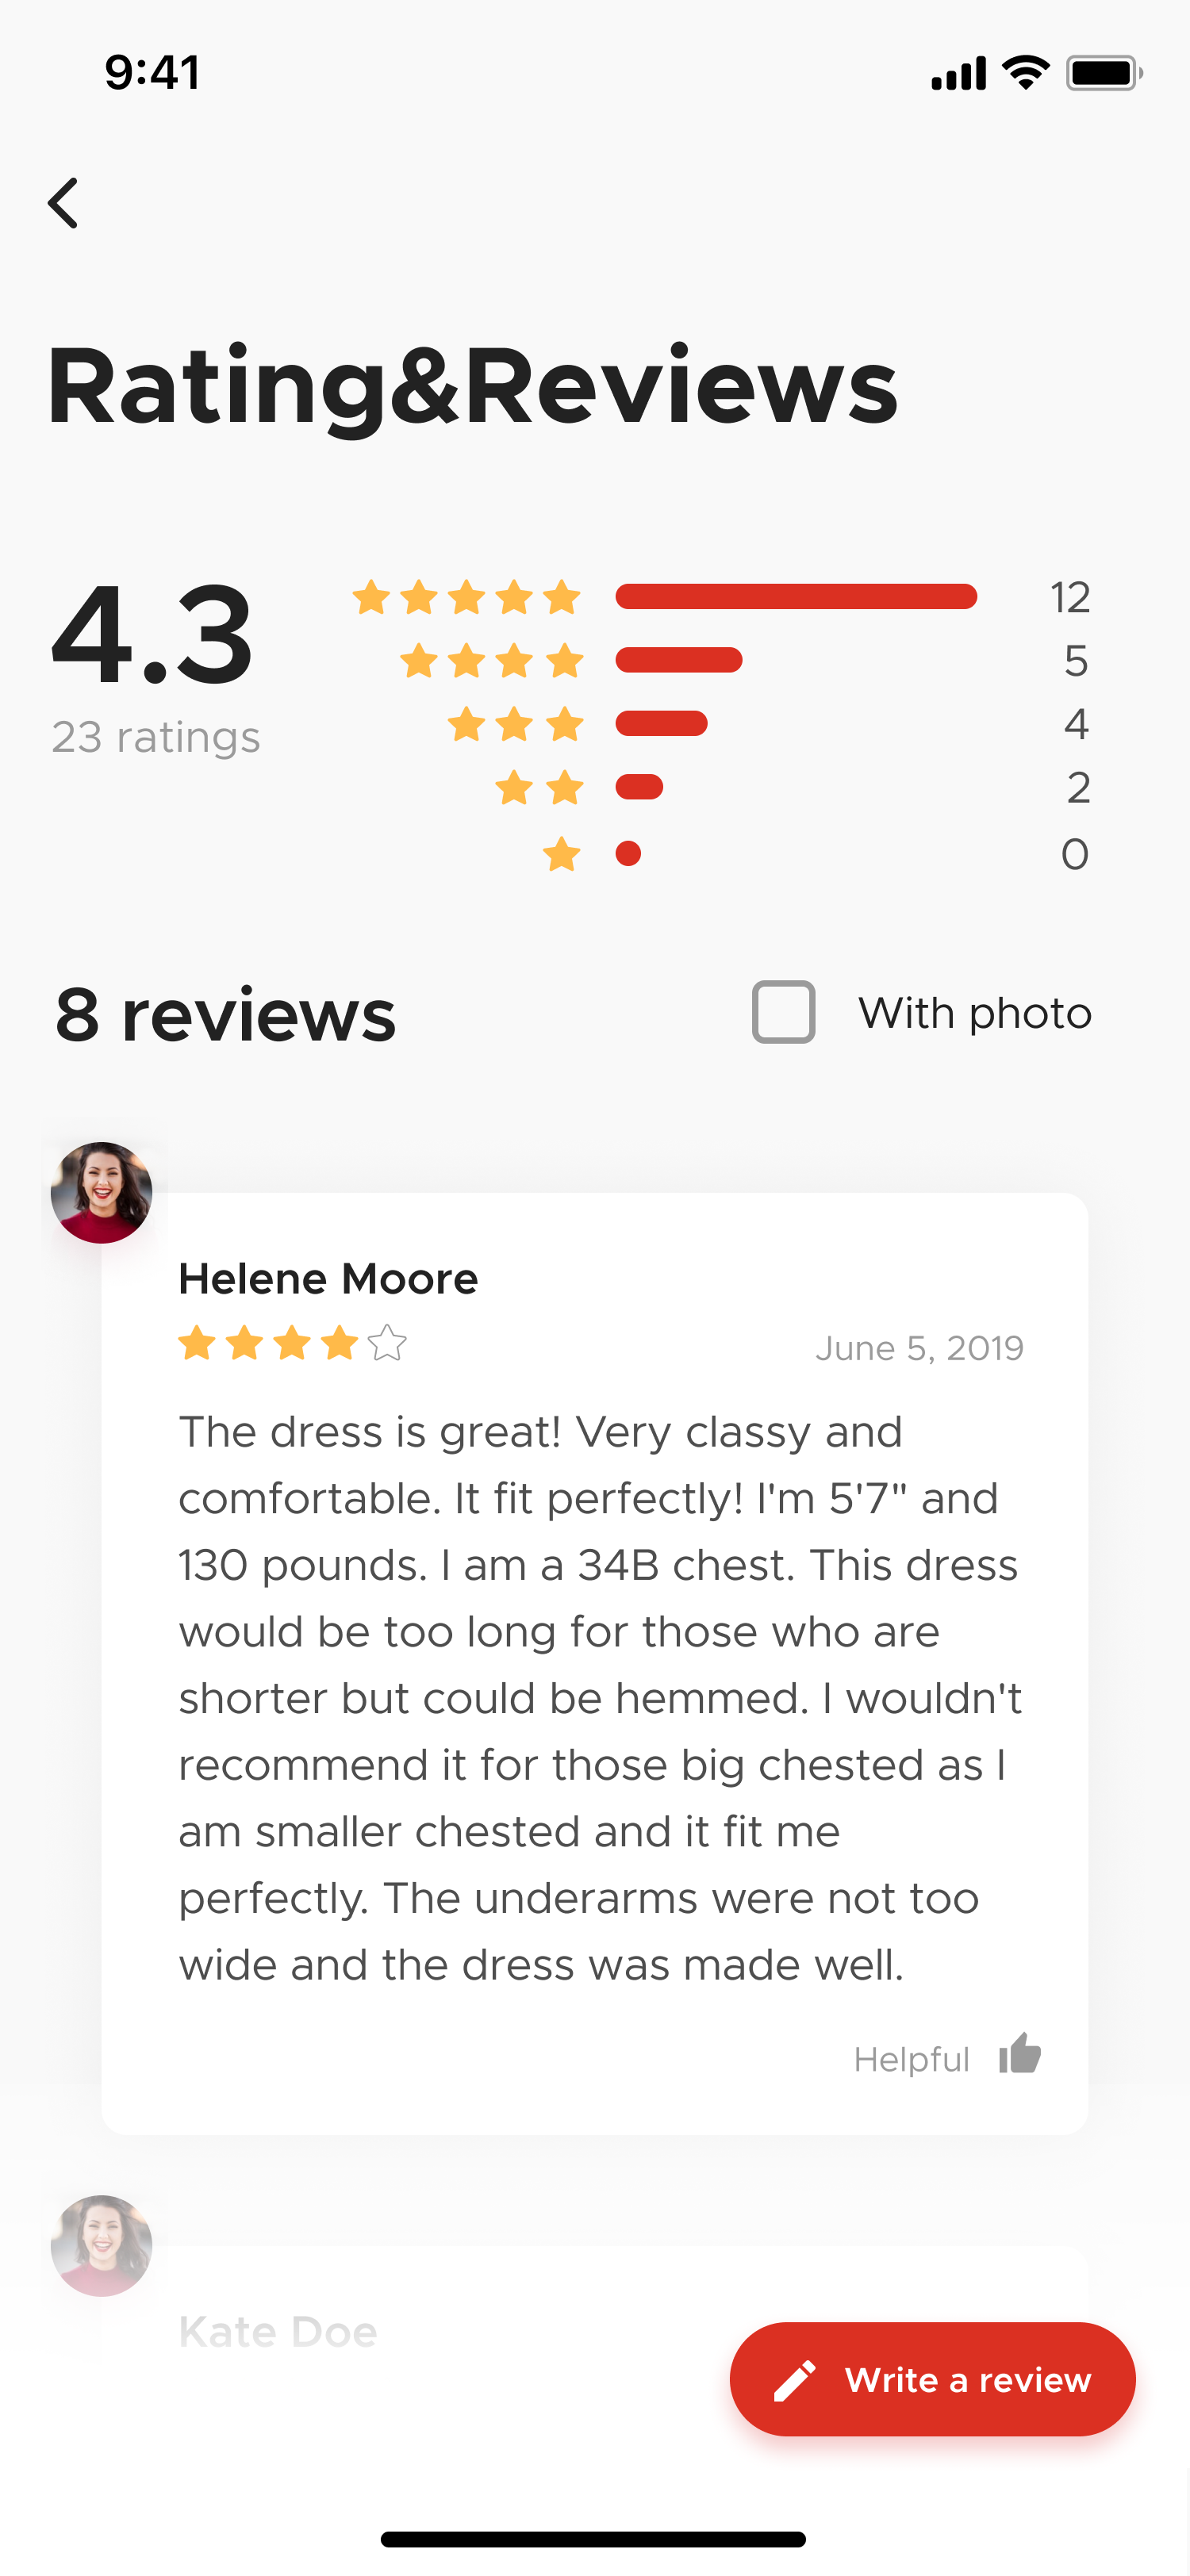 9:41
Rating&Reviews
4.3
23 ratings
12
5
4
2
0
8 reviews
With photo
Helene Moore
June 5, 2019
The dress is great! Very classy and
comfortable. It fit perfectly! I'm 5'7" and
130 pounds. I am a 34B chest. This dress
would be too long for those who are
shorter but could be hemmed. I wouldn't
recommend it for those big chested as I
am smaller chested and it fit me
perfectly. The underarms were not too
wide and the dress was made well.
Helpful
Kate Doe
Write a review